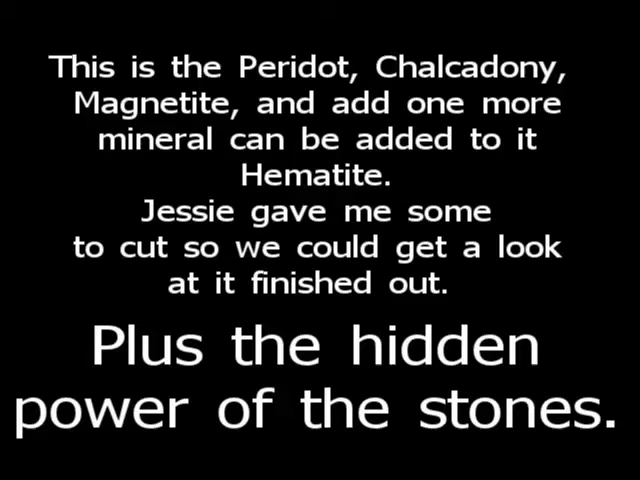 This is the Peridot, Chalcadony,
Magnetite, and add one more
mineral can be added to it
Hematite.
Jessie gave me some
to cut so we could get a look
at it finished out.
Plus the hidden
power of the stones.